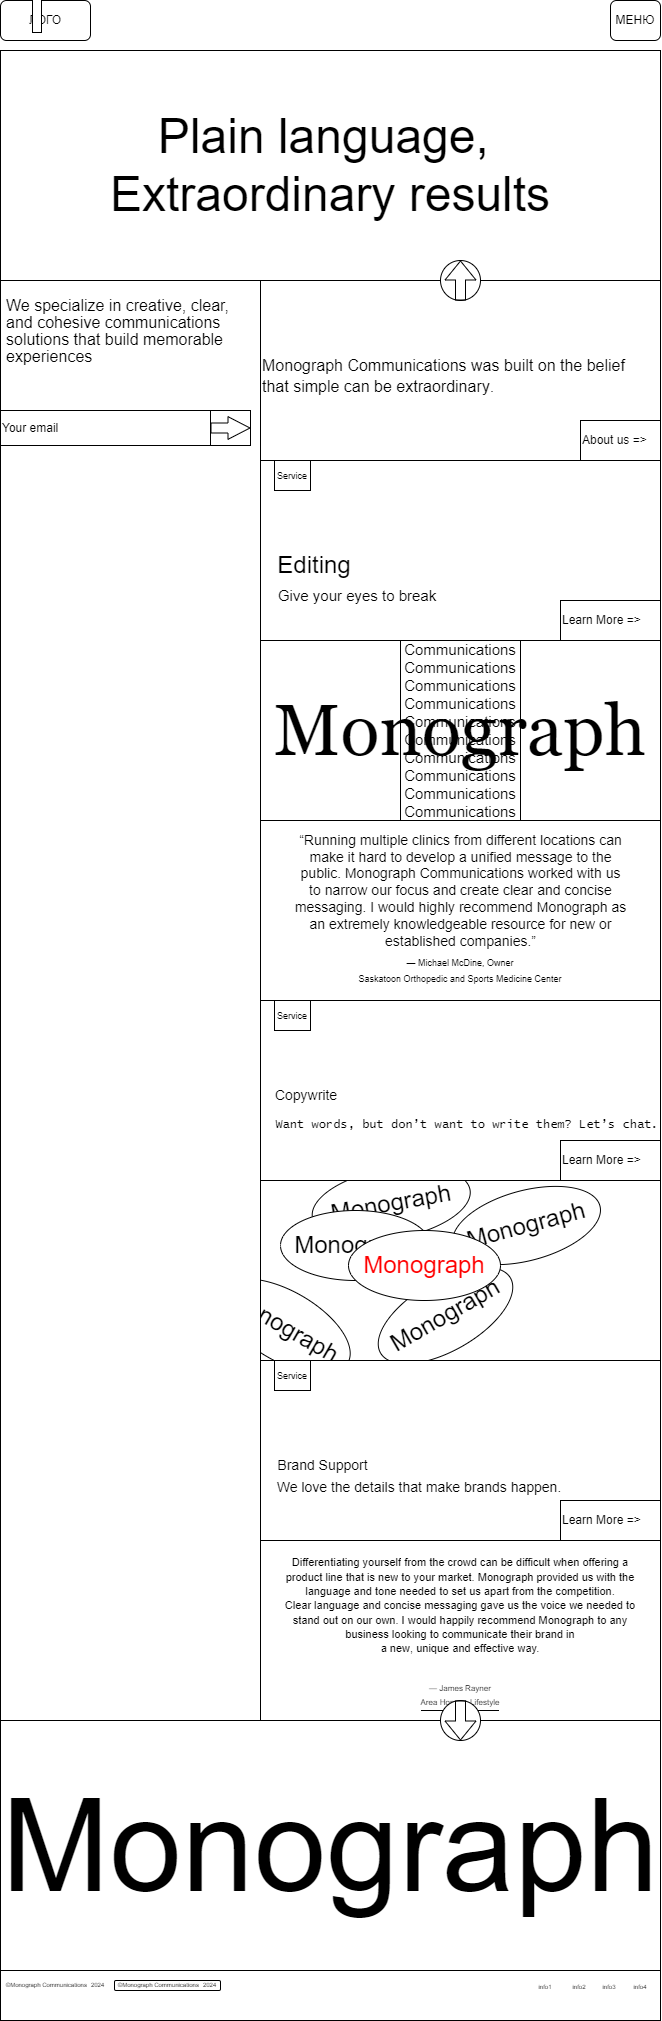 ЛОГО
МЕНЮ
Plain language,
Extraordinary results
We specialize in creative, clear,
and cohesive communications
solutions that build memorable
experiences
Your email
Monograph Communications was built on the belief
that simple can be extraordinary.
About us =>
Service
Editing
Give your eyes to break
Learn More =>
Communications
Communications
Communications
Communications
Communications
Communications
Communications
Communications
Communications
Communications
Monograph
“Running multiple clinics from different locations can
make it hard to develop a unified message to the
public. Monograph Communications worked with us
to narrow our focus and create clear and concise
messaging. I would highly recommend Monograph as
an extremely knowledgeable resource for new or
established companies.”
— Michael McDine, Owner
Saskatoon Orthopedic and Sports Medicine Center
Service
Copywrite
Want words, but don’t want to write them? Let’s chat.
Learn More =>
Monograph
Monog
Monograph
Monograph
nograph
Monograph
Service
Brand Support
We love the details that make brands happen.
Learn More =>
Differentiating yourself from the crowd can be difficult when offering a
product line that is new to your market. Monograph provided us with the
language and tone needed to set us apart from the competition.
Clear language and concise messaging gave us the voice we needed to
stand out on our own. I would happily recommend Monograph to any
business looking to communicate their brand in
a new, unique and effective way.
— James Rayner
Area Lifestyle
Monograph
©Monograph Communications 2024
©Monograph Communications 2024
info1 info2 info3 info4